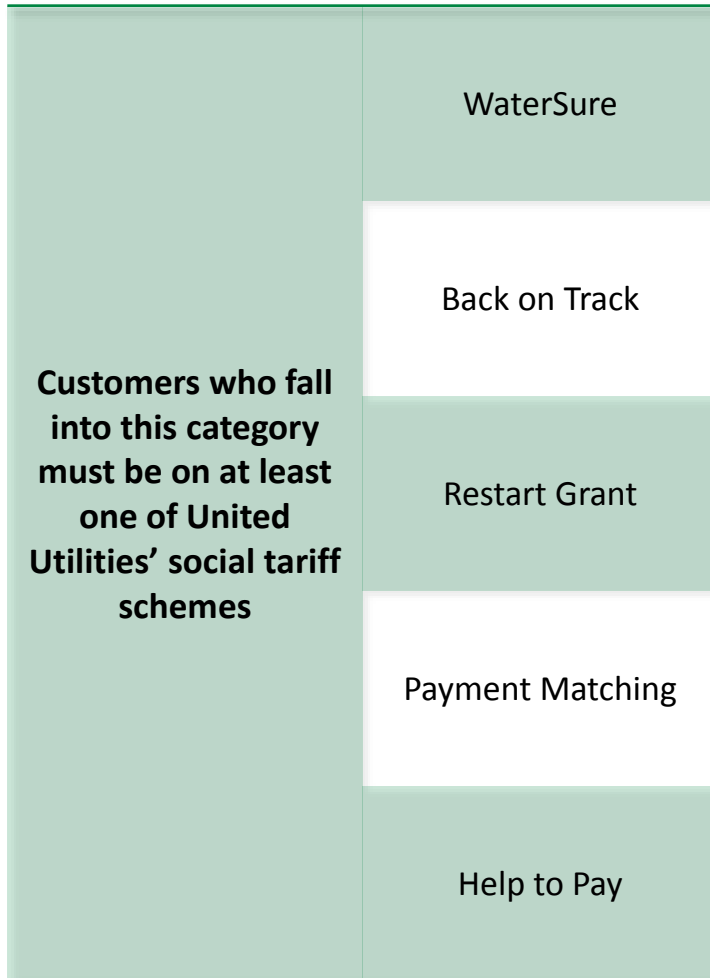 Customers who fall
into this category
must be on at least
one of United
Utilities’ social tariff
schemes
WaterSure
Back on Track
Restart Grant
Payment Matching
Help to Pay